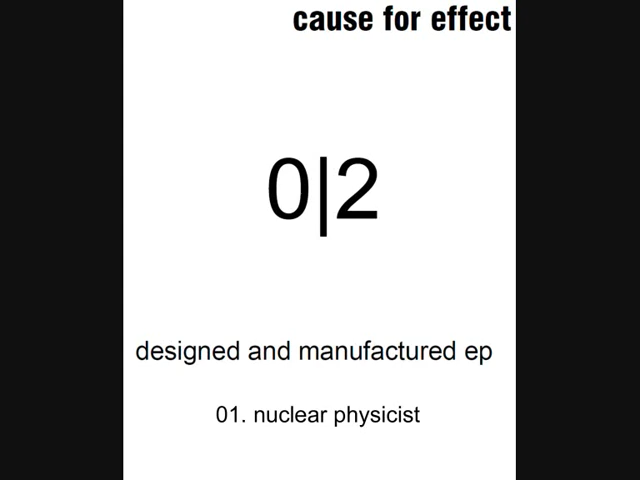 cause for effect
0|2
designed and manufactured ep
01. nuclear physicist